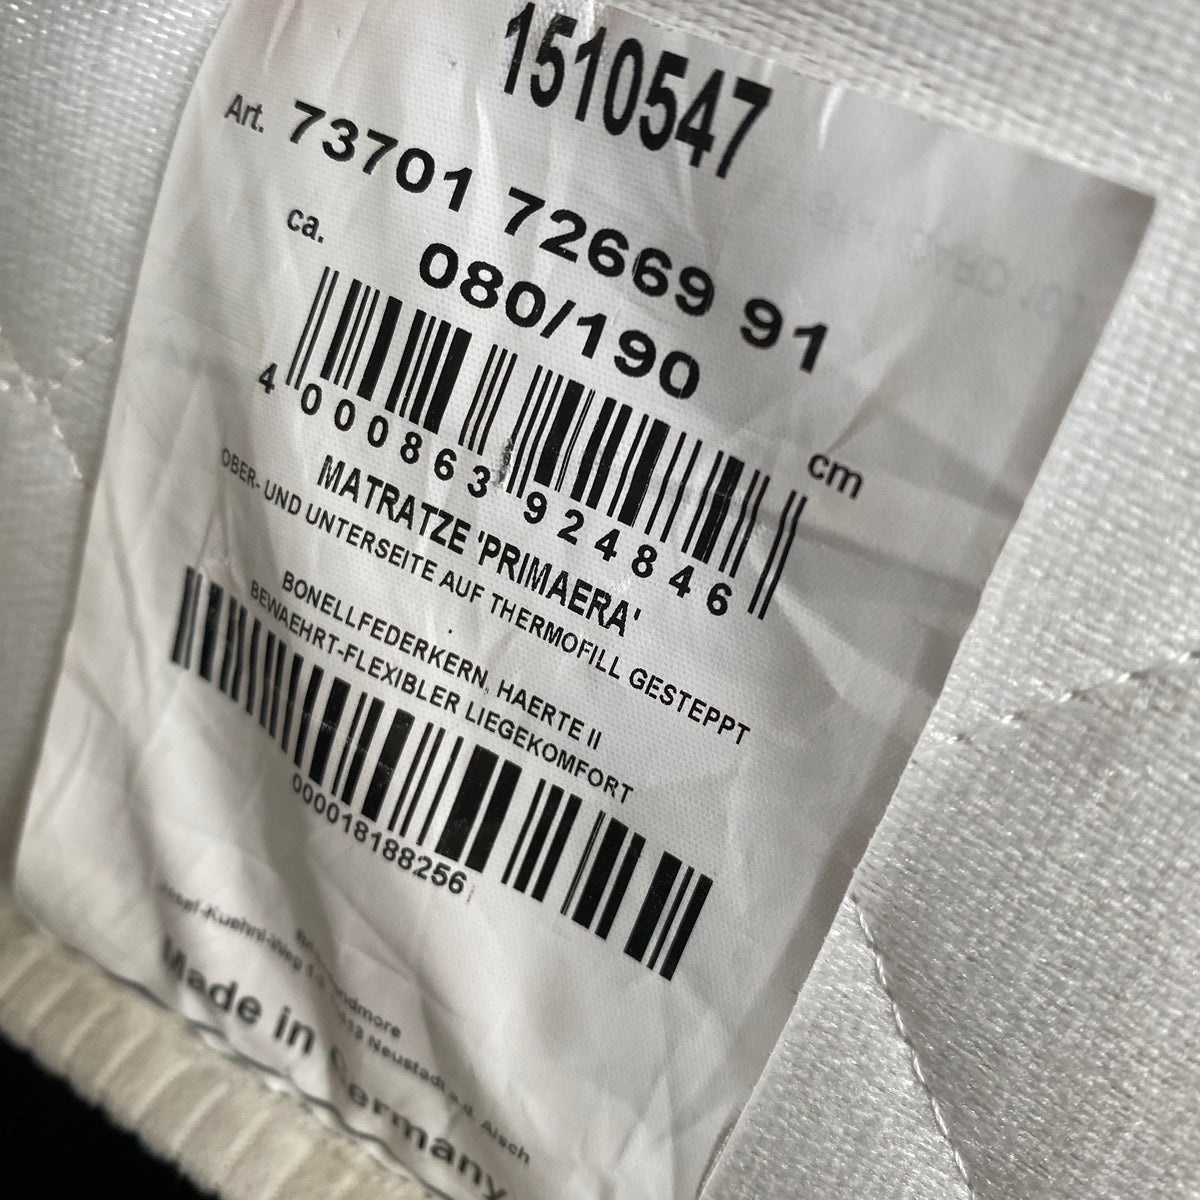 1510547
Art. 73701 72669 91
ca. 080/190 cm
4 000863 924846
MATRATZE 'PRIMAERA'
OBER- UND UNTERSEITE AUF THERMOFILL GESTEPPT
BONELLFEDERKERN, HAERTE II
BEWAEHRT-FLEXIBLER LIEGEKOMFORT
000018188256
Neustadt a.d. Aisch
Made in Germany